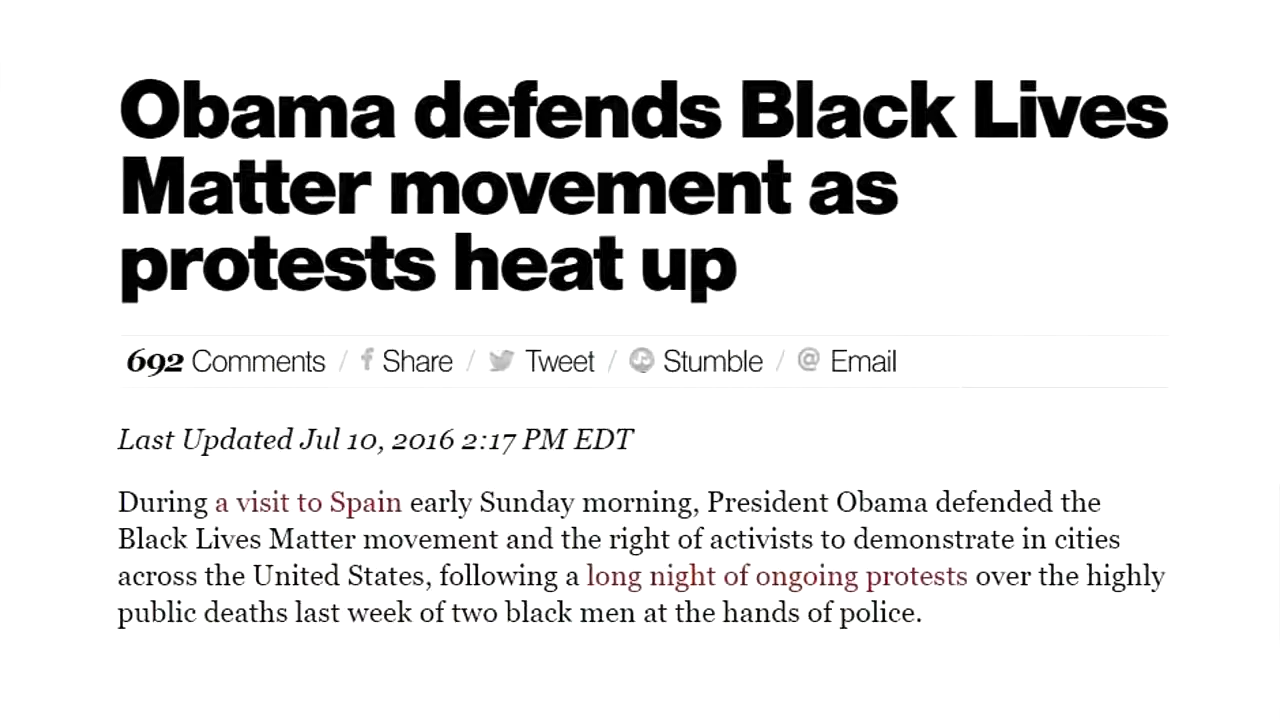 Obama defends Black Lives
Matter movement as
protests heat up
692 Comments / Share / Tweet / Stumble / @ Email
Last Updated Jul 10, 2016 2:17 PM EDT
During a visit to Spain early Sunday morning, President Obama defended the
Black Lives Matter movement and the right of activists to demonstrate in cities
across the United States, following a long night of ongoing protests over the highly
public deaths last week of two black men at the hands of police.